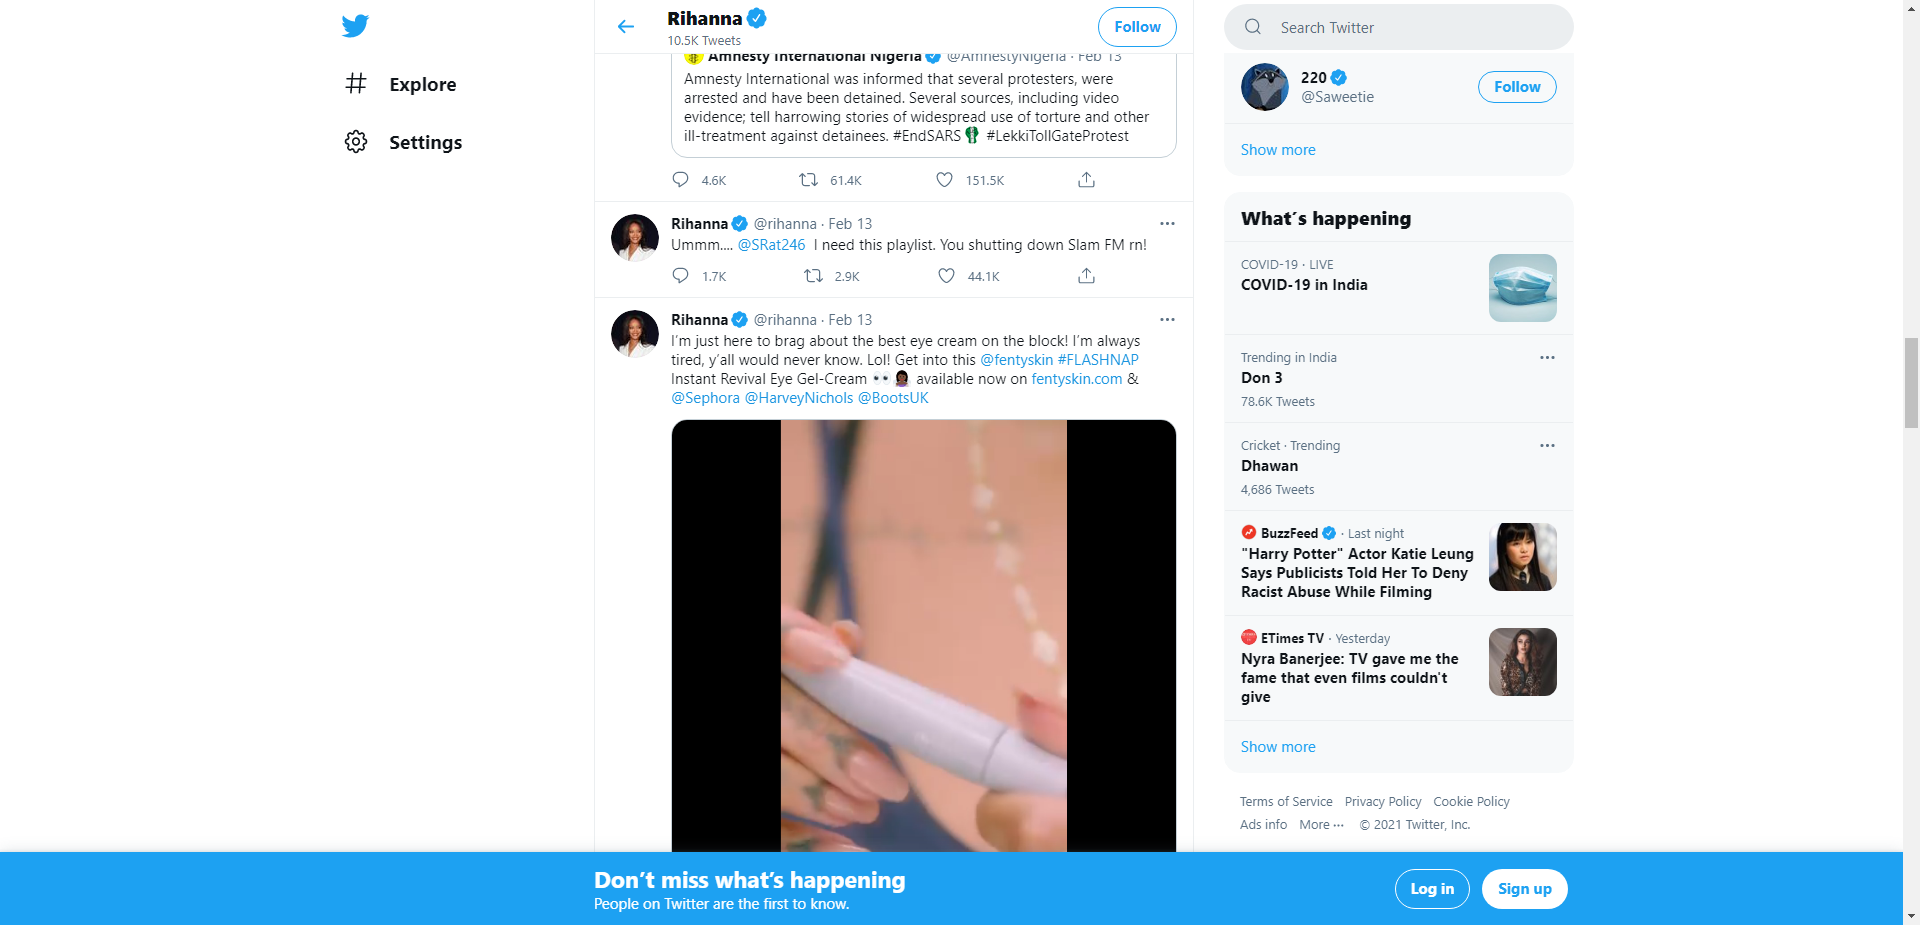 Explore
Settings
Rihanna
10.5K Tweets
Follow
Amnesty International Nigeria @AmnestyNigeria · Feb 13
Amnesty International was informed that several protesters, were
arrested and have been detained. Several sources, including video
evidence; tell harrowing stories of widespread use of torture and other
ill-treatment against detainees. #EndSARS #LekkiTollGateProtest
4.6K 61.4K 151.5K
Rihanna @rihanna · Feb 13
Ummm.... @SRat246 I need this playlist. You shutting down Slam FM rn!
1.7K 2.9K 44.1K
Rihanna @rihanna · Feb 13
I'm just here to brag about the best eye cream on the block! I'm always
tired, y'all would never know. Lol! Get into this @fentyskin #FLASHNAP
Instant Revival Eye Gel-Cream 👀 available now on fentyskin.com &
@Sephora @HarveyNichols @BootsUK
Search Twitter
220
@Saweetie
Follow
Show more
What's happening
COVID-19 · LIVE
COVID-19 in India
Trending in India
Don 3
78.6K Tweets
Cricket · Trending
Dhawan
4,686 Tweets
BuzzFeed · Last night
"Harry Potter" Actor Katie Leung
Says Publicists Told Her To Deny
Racist Abuse While Filming
ETimes TV · Yesterday
Nyra Banerjee: TV gave me the
fame that even films couldn't
give
Show more
Terms of Service Privacy Policy Cookie Policy
Ads info More ··· © 2021 Twitter, Inc.
Don't miss what's happening
People on Twitter are the first to know.
Log in
Sign up